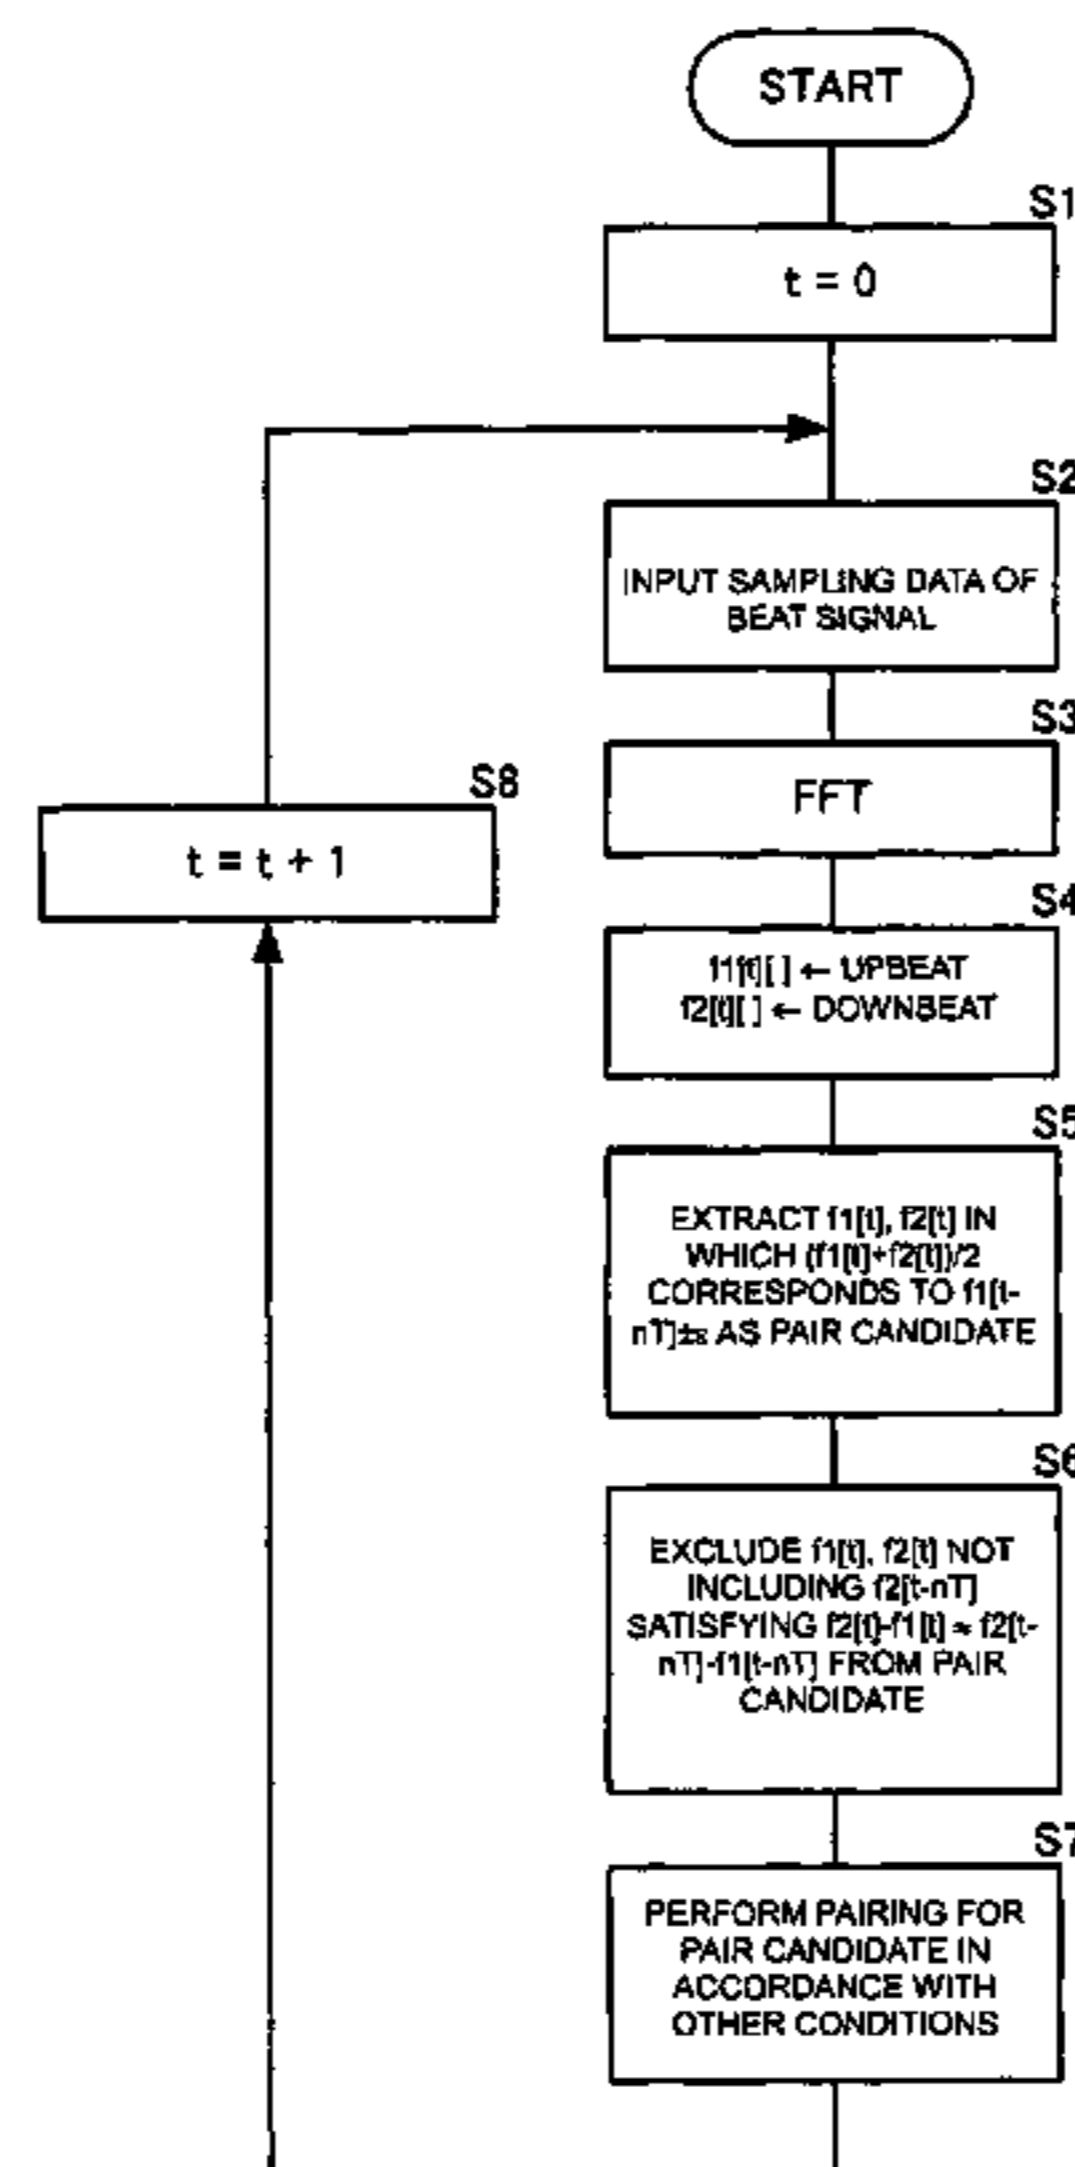 START
S1
t = 0
S2
INPUT SAMPLING DATA OF
BEAT SIGNAL
S3
FFT
S8
t = t + 1
S4
f1[t][ ] ← UPBEAT
f2[t][ ] ← DOWNBEAT
S5
EXTRACT f1[t], f2[t] IN
WHICH (f1[t]+f2[t])/2
CORRESPONDS TO f1[t-
nT]±ε AS PAIR CANDIDATE
S6
EXCLUDE f1[t], f2[t] NOT
INCLUDING f2[t-nT]
SATISFYING f2[t]-f1[t] ≈ f2[t-
nT]-f1[t-nT] FROM PAIR
CANDIDATE
S7
PERFORM PAIRING FOR
PAIR CANDIDATE IN
ACCORDANCE WITH
OTHER CONDITIONS